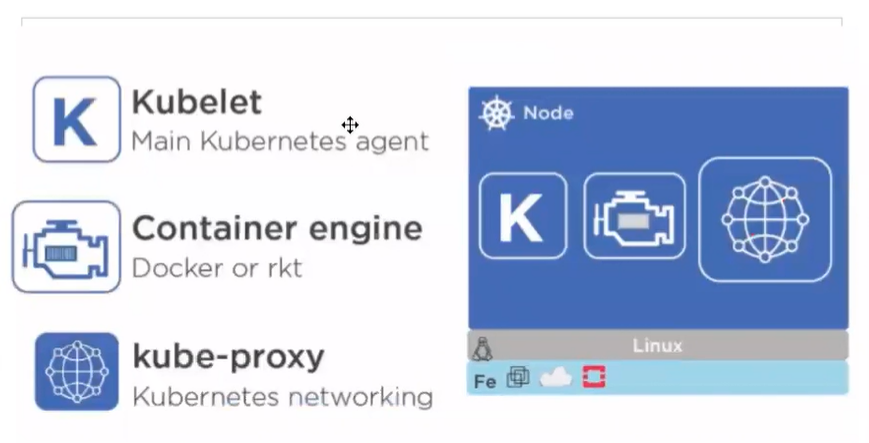 K
Kubelet
Main Kubernetes agent
Container engine
Docker or rkt
kube-proxy
Kubernetes networking
Node
K
Linux
Fe